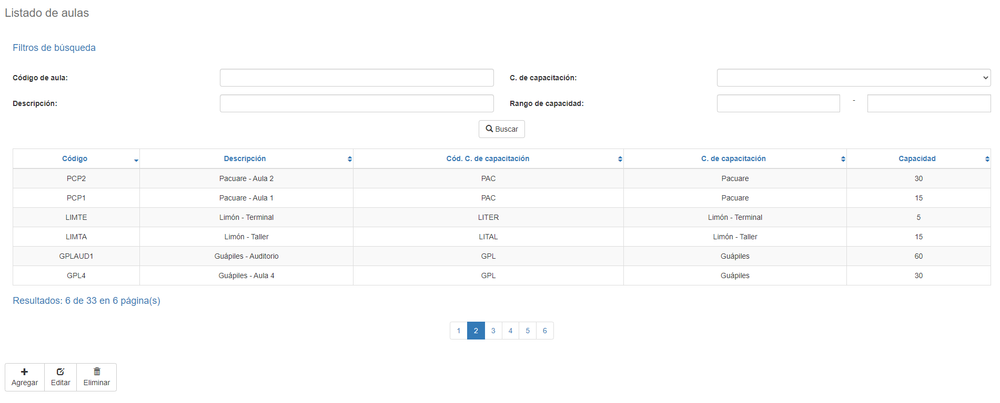 Listado de aulas
Filtros de búsqueda
Código de aula: C. de capacitación:
Descripción: Rango de capacidad: -
Buscar
Código Descripción Cód. C. de capacitación C. de capacitación Capacidad
PCP2 Pacuare - Aula 2 PAC Pacuare 30
PCP1 Pacuare - Aula 1 PAC Pacuare 15
LIMTE Limón - Terminal LITER Limón - Terminal 5
LIMTA Limón - Taller LITAL Limón - Taller 15
GPLAUD1 Guápiles - Auditorio GPL Guápiles 60
GPL4 Guápiles - Aula 4 GPL Guápiles 30
Resultados: 6 de 33 en 6 página(s)
1 2 3 4 5 6
Agregar Editar Eliminar